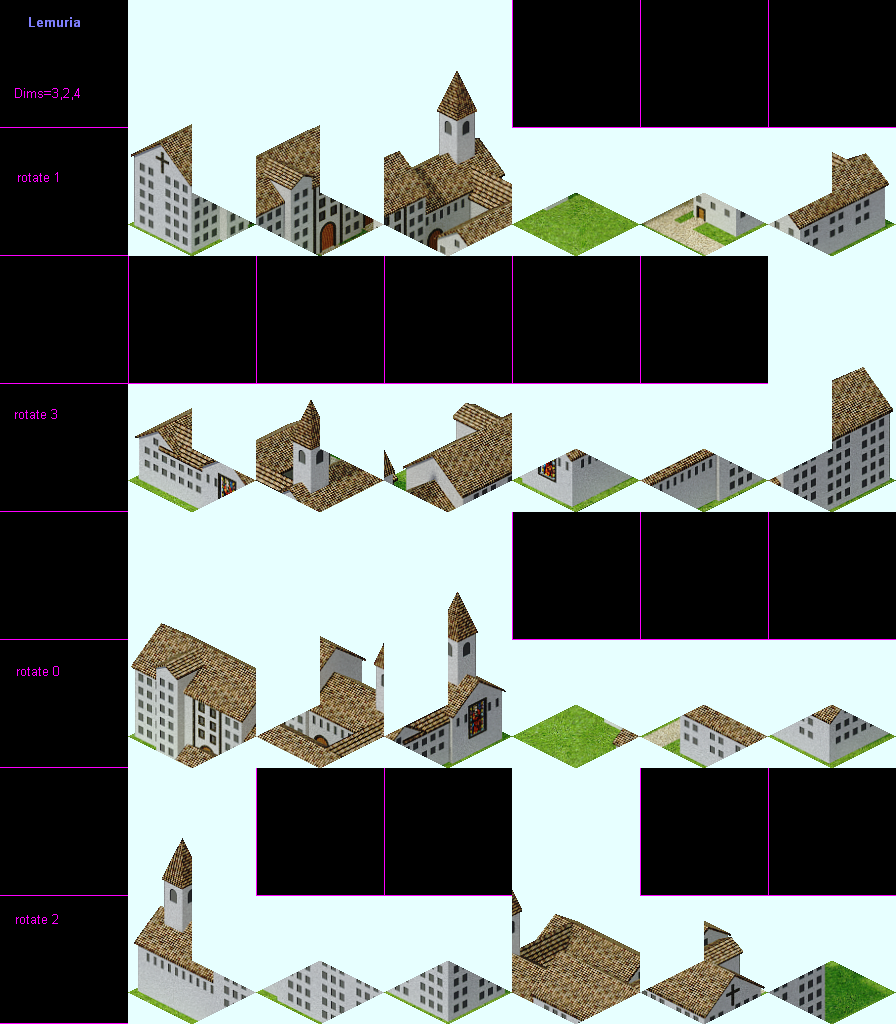 Lemuria
Dims=3,2,4
rotate 1
rotate 3
rotate 0
rotate 2